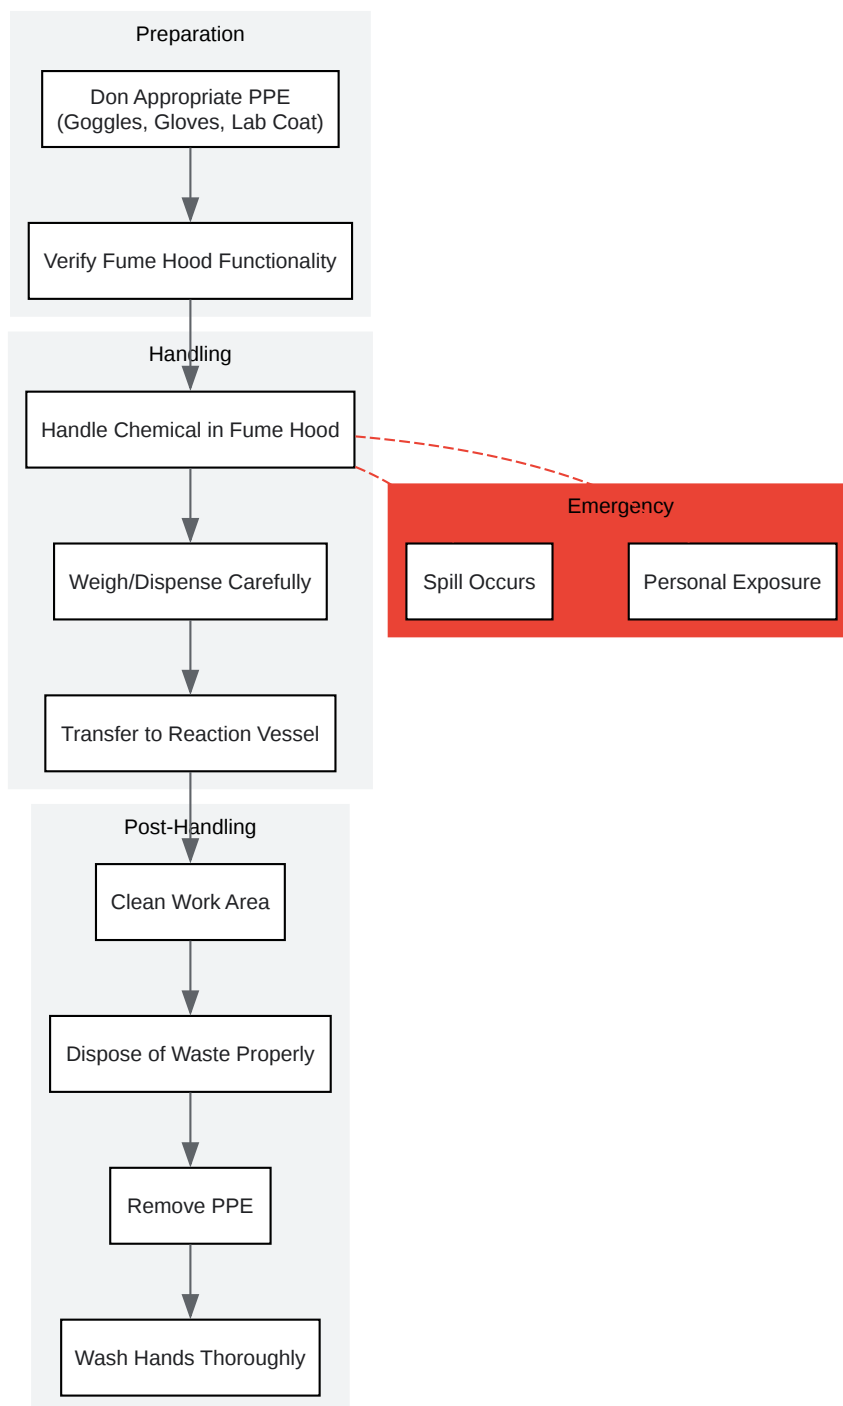 Preparation
Don Appropriate PPE
(Goggles, Gloves, Lab Coat)
Verify Fume Hood Functionality
Handling
Handle Chemical in Fume Hood
Emergency
Weigh/Dispense Carefully
Spill Occurs
Personal Exposure
Transfer to Reaction Vessel
Post-Handling
Clean Work Area
Dispose of Waste Properly
Remove PPE
Wash Hands Thoroughly